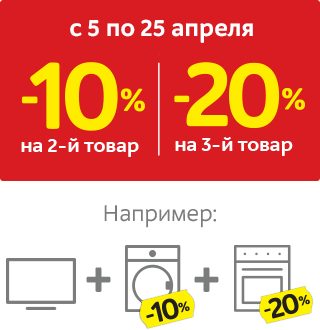 с 5 по 25 апреля
-10% -20%
на 2-й товар на 3-й товар
Например:
-10% -20%